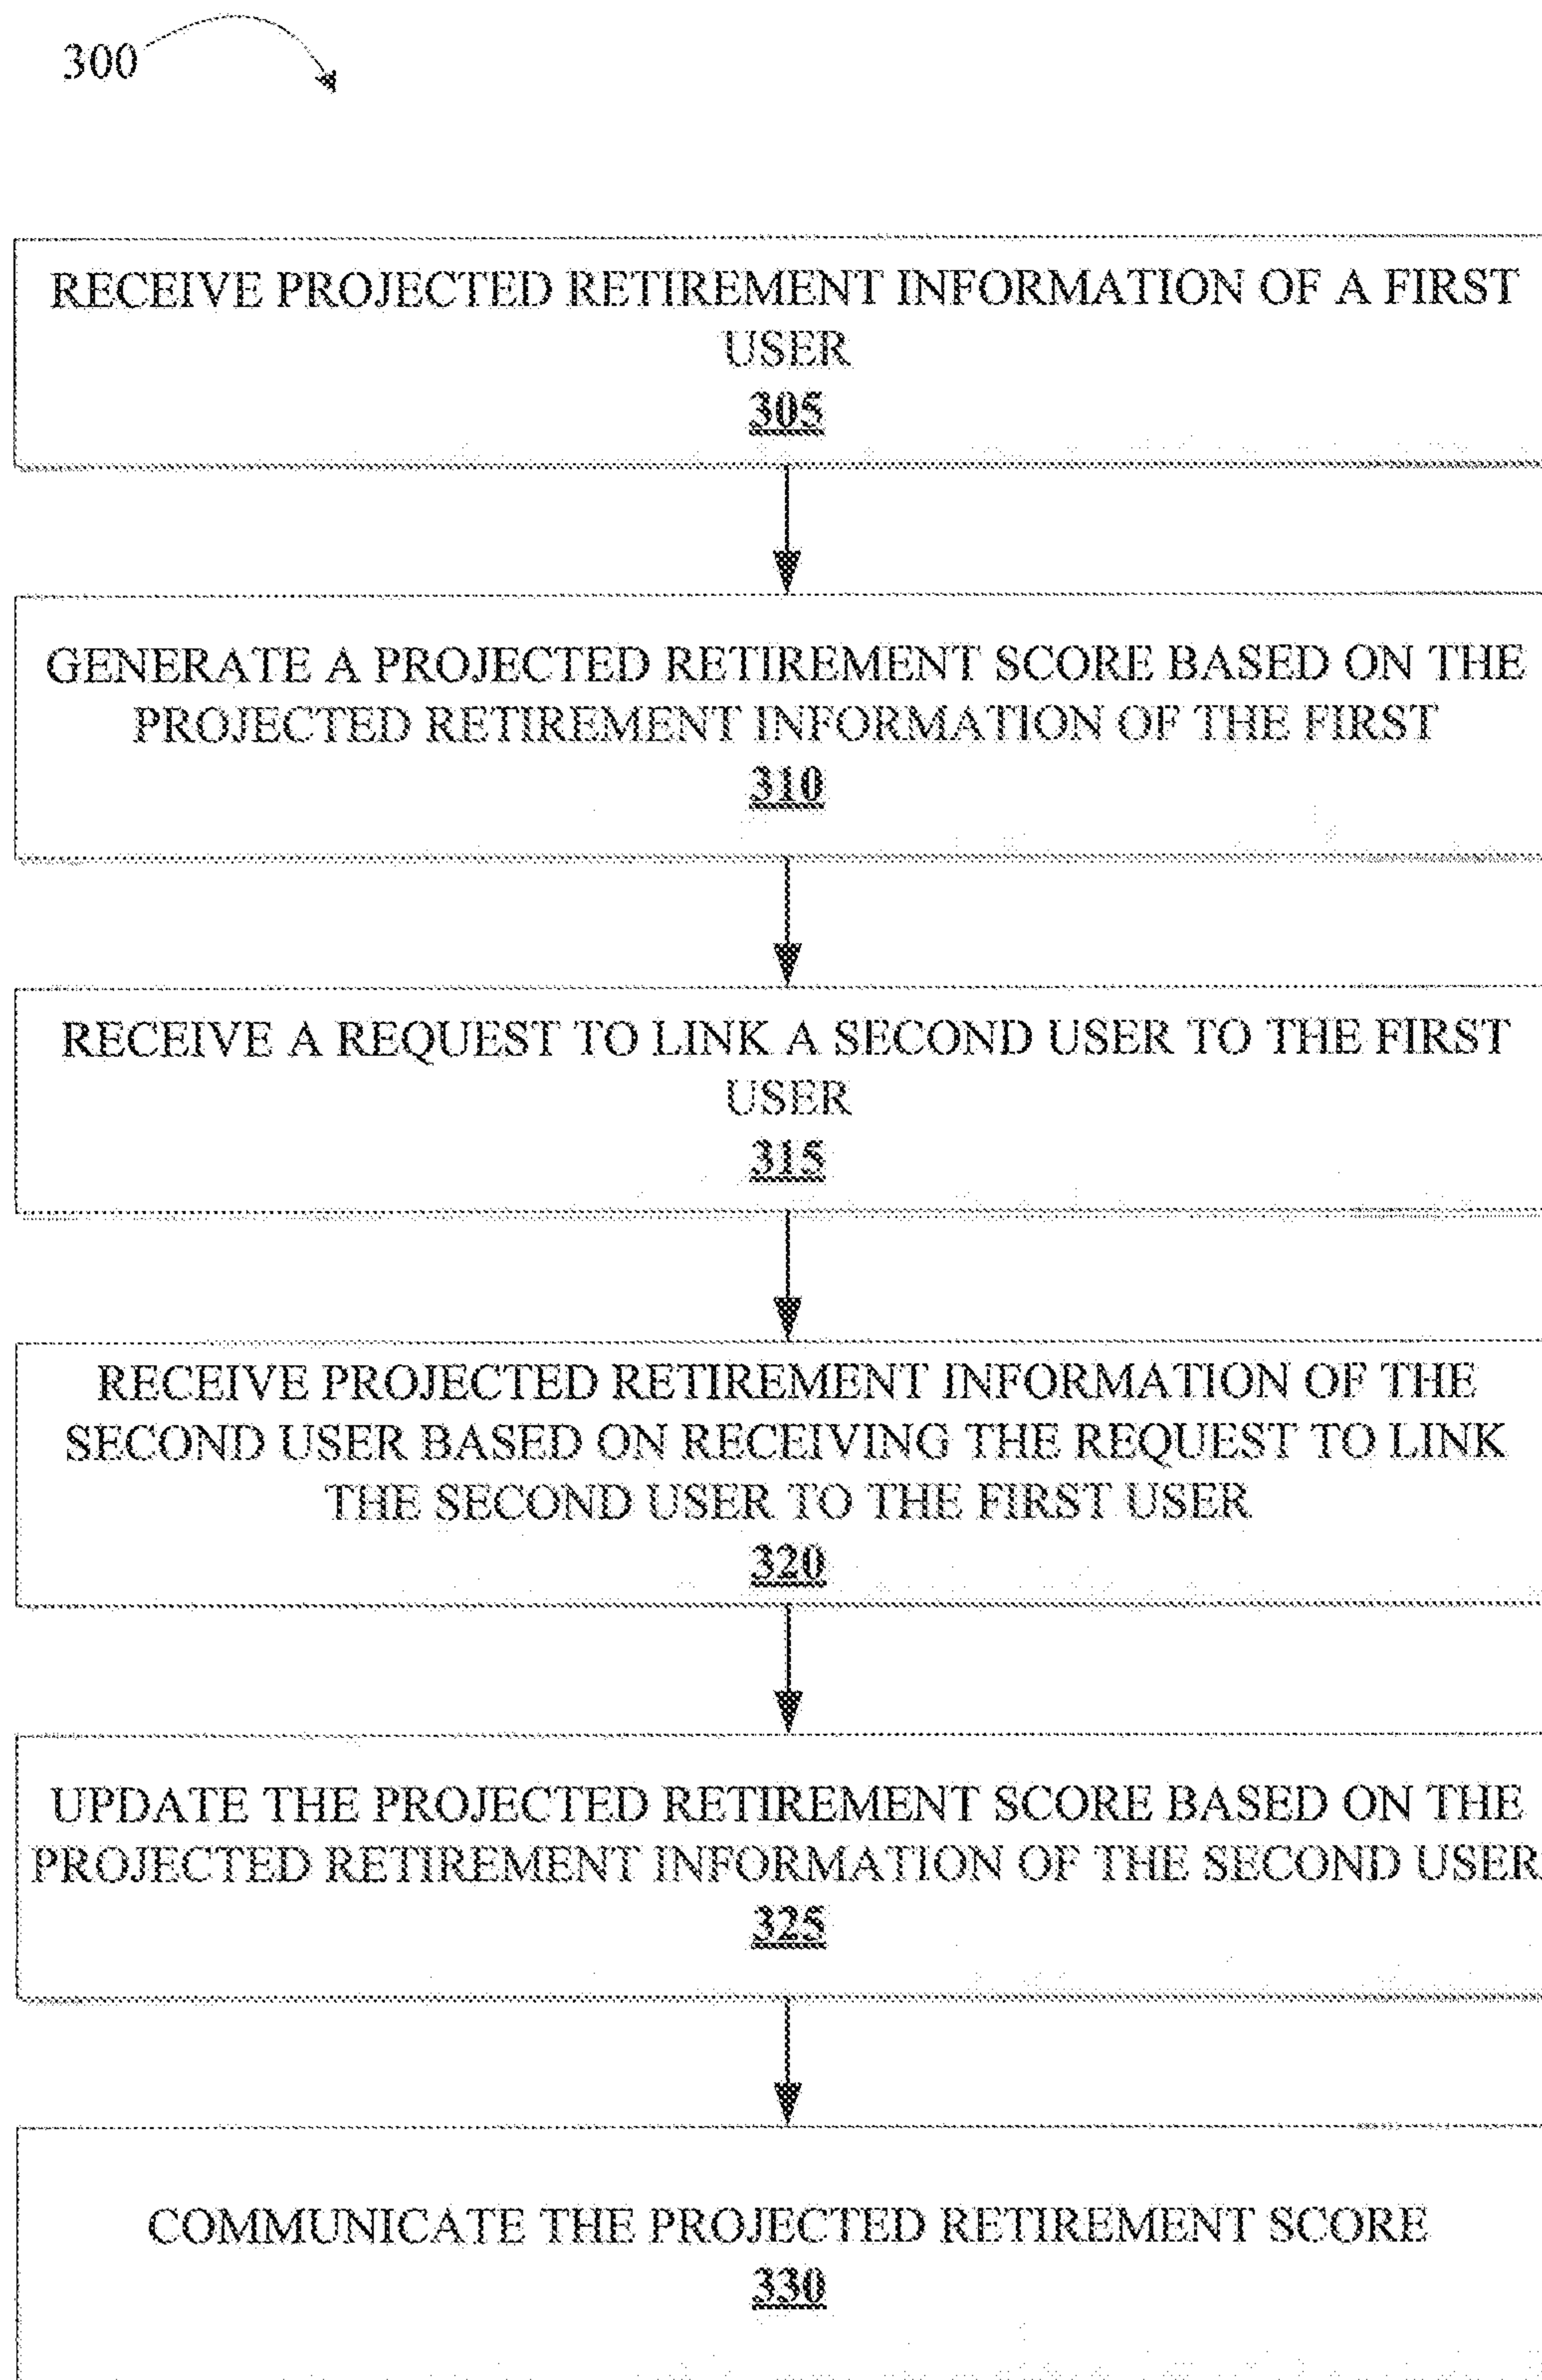 300
RECEIVE PROJECTED RETIREMENT INFORMATION OF A FIRST
USER
305
GENERATE A PROJECTED RETIREMENT SCORE BASED ON THE
PROJECTED RETIREMENT INFORMATION OF THE FIRST
310
RECEIVE A REQUEST TO LINK A SECOND USER TO THE FIRST
USER
315
RECEIVE PROJECTED RETIREMENT INFORMATION OF THE
SECOND USER BASED ON RECEIVING THE REQUEST TO LINK
THE SECOND USER TO THE FIRST USER
320
UPDATE THE PROJECTED RETIREMENT SCORE BASED ON THE
PROJECTED RETIREMENT INFORMATION OF THE SECOND USER
325
COMMUNICATE THE PROJECTED RETIREMENT SCORE
330